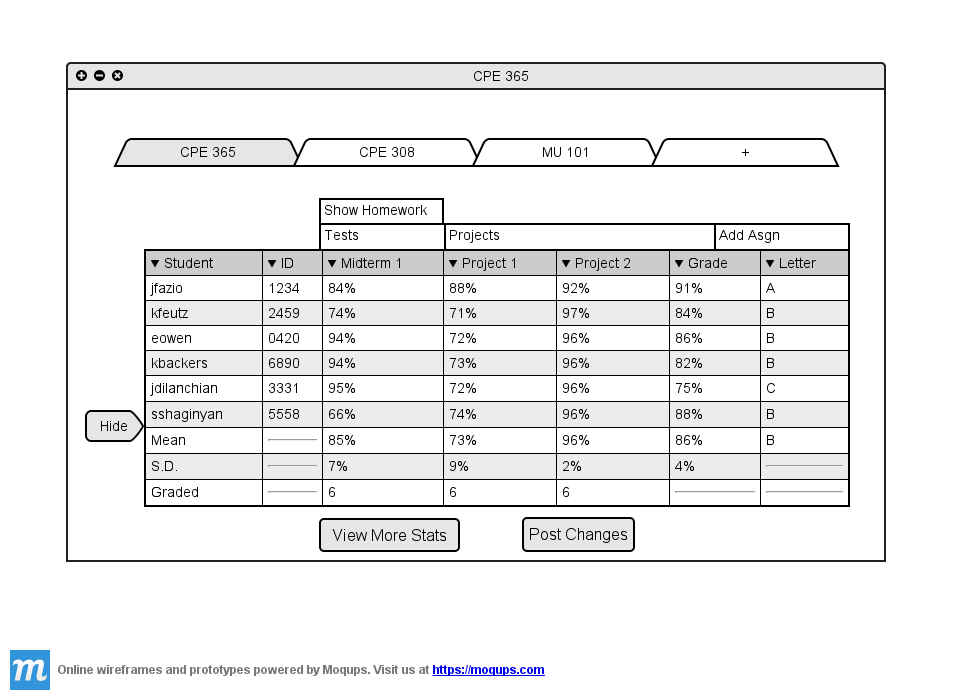 CPE 365
CPE 365 CPE 308 MU 101 +
Show Homework
Tests Projects Add Asgn
▼ Student ▼ ID ▼ Midterm 1 ▼ Project 1 ▼ Project 2 ▼ Grade ▼ Letter
jfazio 1234 84% 88% 92% 91% A
kfeutz 2459 74% 71% 97% 84% B
eowen 0420 94% 72% 96% 86% B
kbackers 6890 94% 73% 96% 82% B
jdilanchian 3331 95% 72% 96% 75% C
sshaginyan 5558 66% 74% 96% 88% B
Hide
Mean 85% 73% 96% 86% B
S.D. 7% 9% 2% 4%
Graded 6 6 6
View More Stats Post Changes
m Online wireframes and prototypes powered by Moqups. Visit us at https://moqups.com